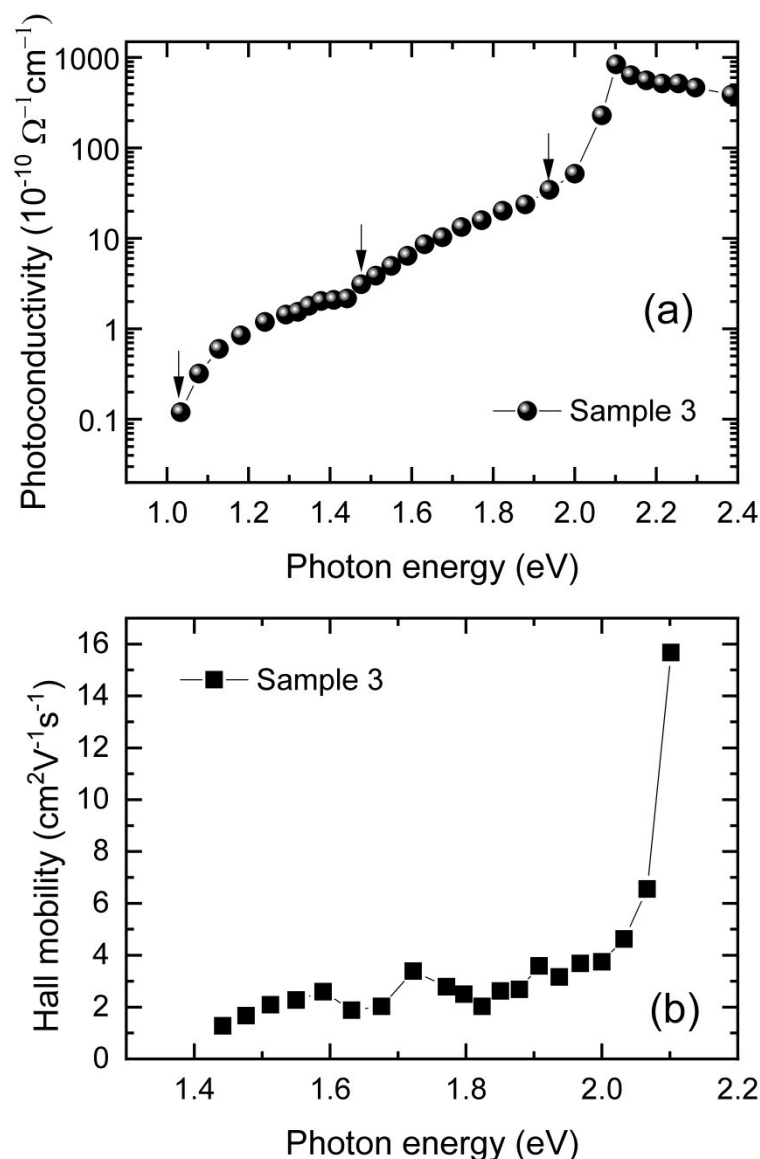 1000
100
10
1
0.1
Photoconductivity (10⁻¹⁰ Ω⁻¹cm⁻¹)
(a)
Sample 3
1.0 1.2 1.4 1.6 1.8 2.0 2.2 2.4
Photon energy (eV)
16
14
12
10
8
6
4
2
0
Hall mobility (cm²V⁻¹s⁻¹)
Sample 3
(b)
1.4 1.6 1.8 2.0 2.2
Photon energy (eV)